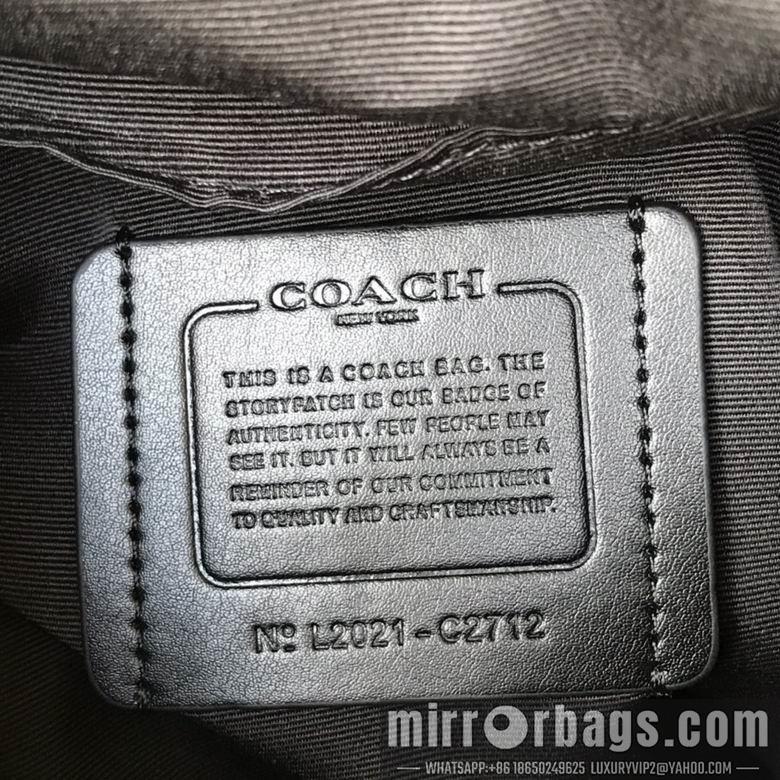 COACH
NEW YORK
THIS IS A COACH BAG. THE
STORYPATCH IS OUR BADGE OF
AUTHENTICITY. FEW PEOPLE MAY
SEE IT. BUT IT WILL ALWAYS BE A
REMINDER OF OUR COMMITMENT
TO QUALITY AND CRAFTSMANSHIP.
Nº L2021-C2712
mirrorbags.com
WHATSAPP:+86 18650249625 LUXURYVIP2@YAHOO.COM